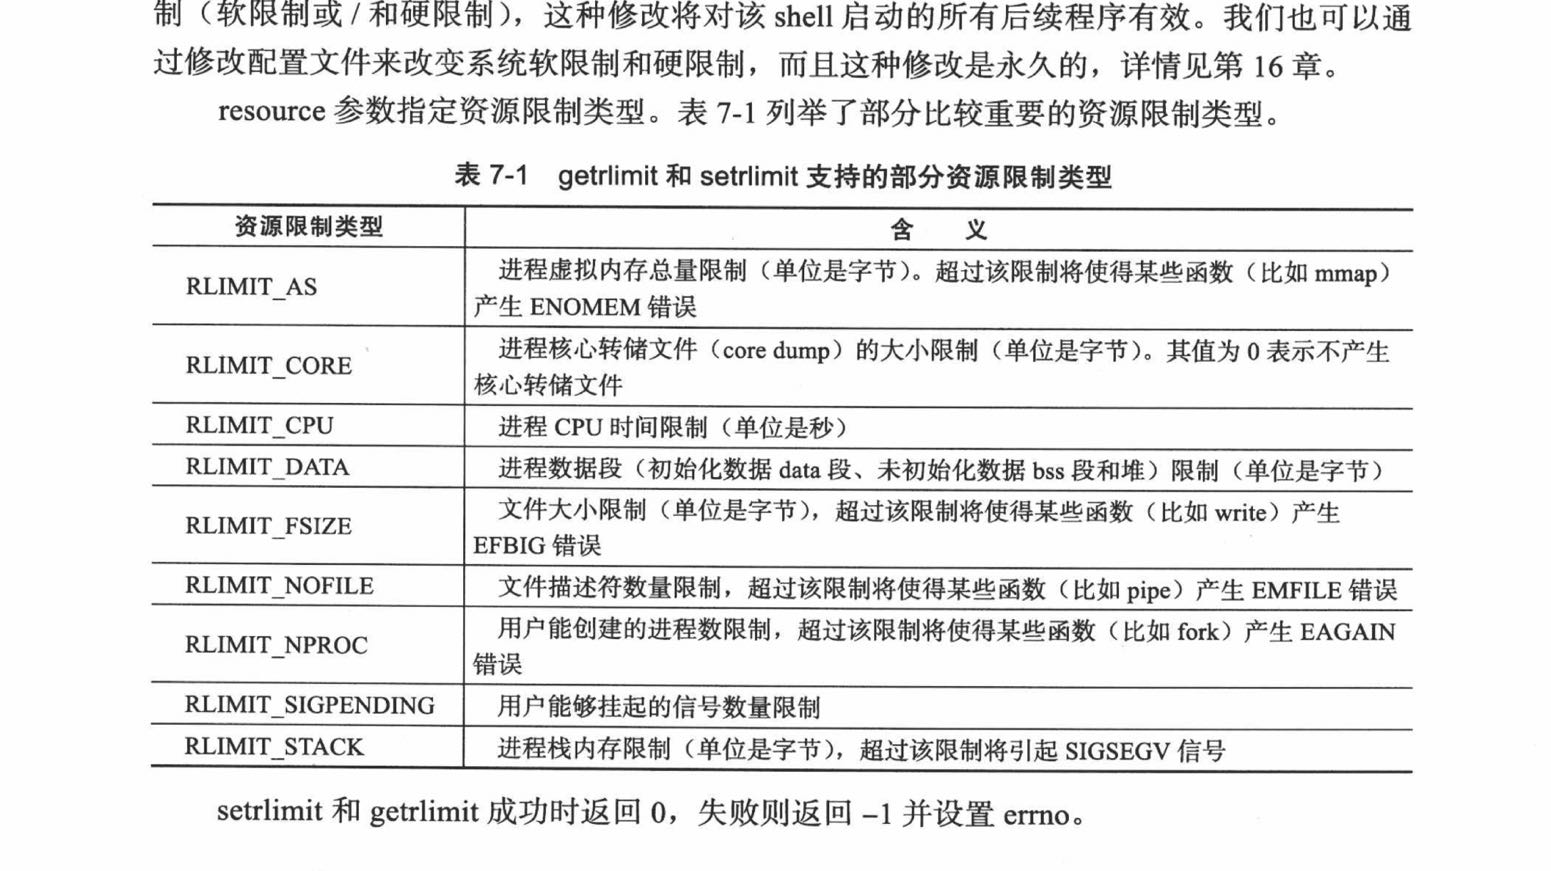 制（软限制或 / 和硬限制），这种修改将对该 shell 启动的所有后续程序有效。我们也可以通
过修改配置文件来改变系统软限制和硬限制，而且这种修改是永久的，详情见第 16 章。
resource 参数指定资源限制类型。表 7-1 列举了部分比较重要的资源限制类型。
表 7-1 getrlimit 和 setrlimit 支持的部分资源限制类型
资源限制类型 含 义
RLIMIT_AS 进程虚拟内存总量限制（单位是字节）。超过该限制将使得某些函数（比如 mmap）
产生 ENOMEM 错误
RLIMIT_CORE 进程核心转储文件（core dump）的大小限制（单位是字节）。其值为 0 表示不产生
核心转储文件
RLIMIT_CPU 进程 CPU 时间限制（单位是秒）
RLIMIT_DATA 进程数据段（初始化数据 data 段、未初始化数据 bss 段和堆）限制（单位是字节）
RLIMIT_FSIZE 文件大小限制（单位是字节），超过该限制将使得某些函数（比如 write）产生
EFBIG 错误
RLIMIT_NOFILE 文件描述符数量限制，超过该限制将使得某些函数（比如 pipe）产生 EMFILE 错误
RLIMIT_NPROC 用户能创建的进程数限制，超过该限制将使得某些函数（比如 fork）产生 EAGAIN
错误
RLIMIT_SIGPENDING 用户能够挂起的信号数量限制
RLIMIT_STACK 进程栈内存限制（单位是字节），超过该限制将引起 SIGSEGV 信号
setrlimit 和 getrlimit 成功时返回 0，失败则返回 –1 并设置 errno。